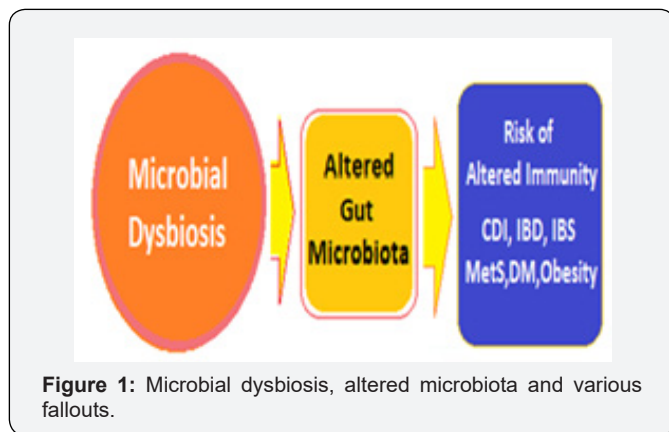 Microbial
Dysbiosis
Altered
Gut
Microbiota
Risk of
Altered Immunity
CDI, IBD, IBS
MetS,DM,Obesity
Figure 1: Microbial dysbiosis, altered microbiota and various
fallouts.